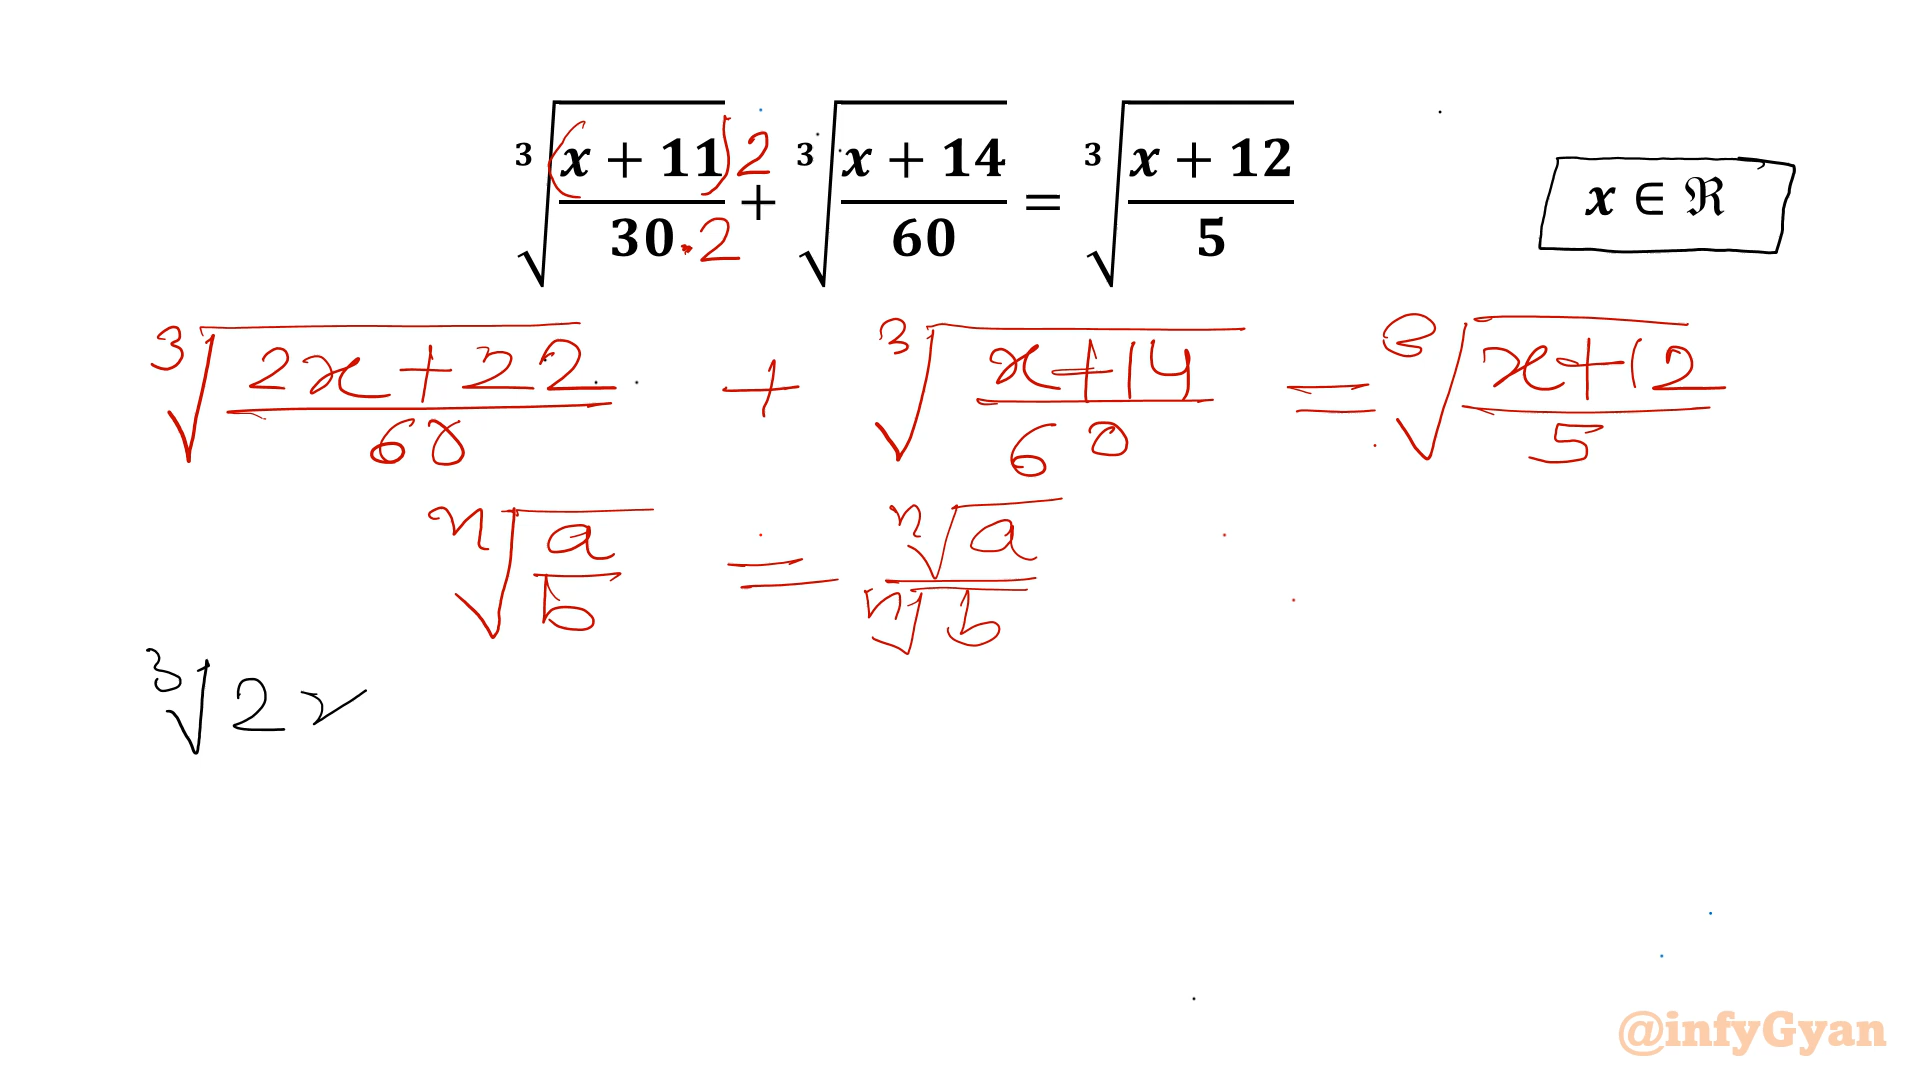 ∛((x + 11)2 / 30·2) + ∛(x + 14 / 60) = ∛(x + 12 / 5)
x ∈ ℜ
∛(2x+22 / 60) + ∛(x+14 / 60) = ∛(x+12 / 5)
ⁿ√(a / b) = ⁿ√a / ⁿ√b
∛2
@infyGyan